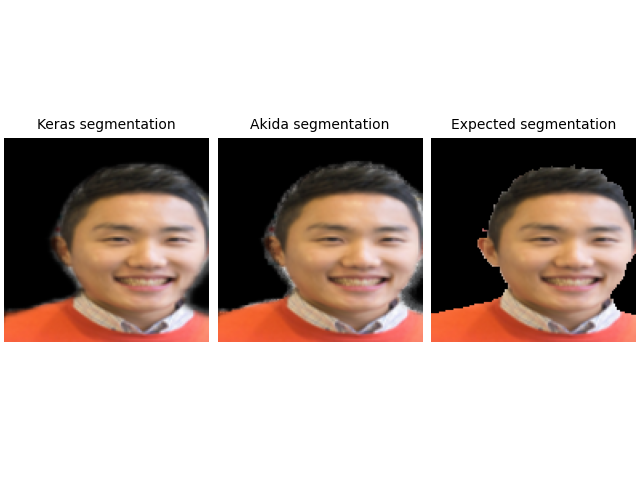 Keras segmentation
Akida segmentation
Expected segmentation